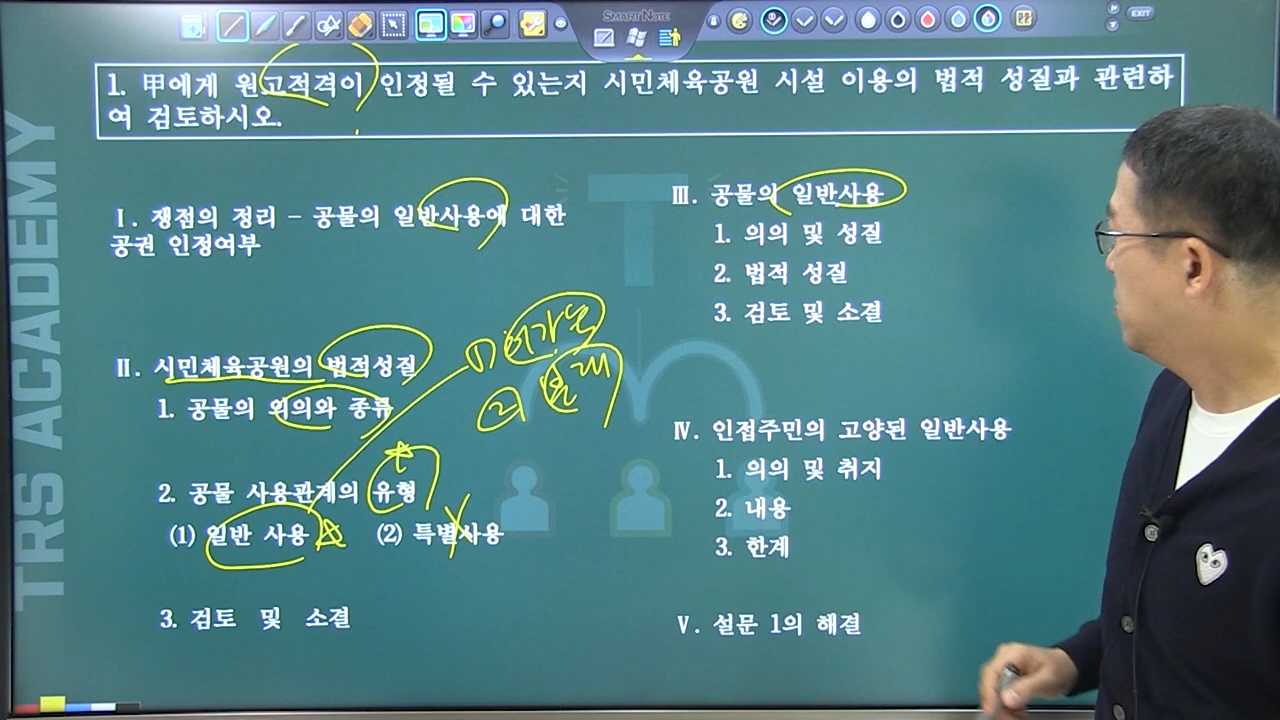 SMART NOTE
EXIT
1. 甲에게 원고적격이 인정될 수 있는지 시민체육공원 시설 이용의 법적 성질과 관련하
여 검토하시오.
Ⅰ. 쟁점의 정리 - 공물의 일반사용에 대한
공권 인정여부
Ⅱ. 시민체육공원의 법적성질
1. 공물의 의의와 종류
2. 공물 사용관계의 유형
(1) 일반 사용 (2) 특별사용
3. 검토 및 소결
Ⅲ. 공물의 일반사용
1. 의의 및 성질
2. 법적 성질
3. 검토 및 소결
Ⅳ. 인접주민의 고양된 일반사용
1. 의의 및 취지
2. 내용
3. 한계
Ⅴ. 설문 1의 해결
TRS ACADEMY